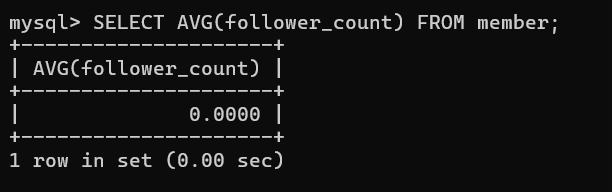 mysql> SELECT AVG(follower_count) FROM member;
+---------------------+
| AVG(follower_count) |
+---------------------+
|              0.0000 |
+---------------------+
1 row in set (0.00 sec)